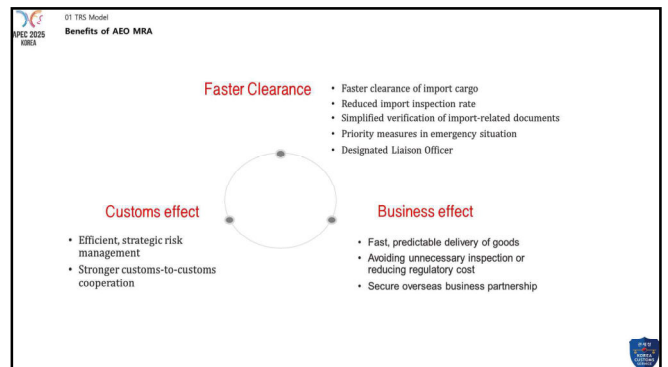 01 TRS Model
Benefits of AEO MRA
APEC 2025
KOREA
Faster Clearance
• Faster clearance of import cargo
• Reduced import inspection rate
• Simplified verification of import-related documents
• Priority measures in emergency situation
• Designated Liaison Officer
Customs effect
• Efficient, strategic risk
management
• Stronger customs-to-customs
cooperation
Business effect
• Fast, predictable delivery of goods
• Avoiding unnecessary inspection or
reducing regulatory cost
• Secure overseas business partnership
관세청
KOREA
CUSTOMS
SERVICE